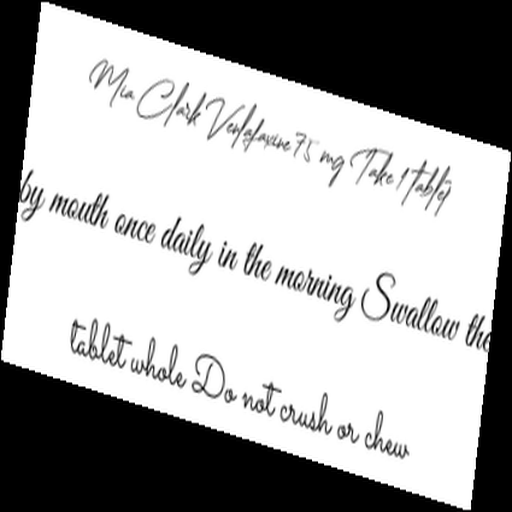 Mia Clark Venlafaxine 75 mg Take 1 tablet
by mouth once daily in the morning Swallow the
tablet whole Do not crush or chew